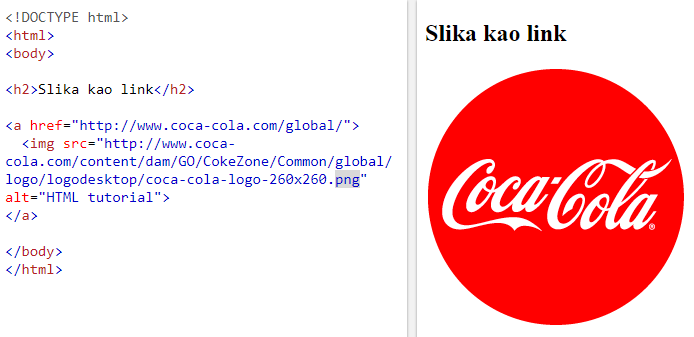 <!DOCTYPE html>
<html>
<body>

<h2>Slika kao link</h2>

<a href="http://www.coca-cola.com/global/">
  <img src="http://www.coca-
cola.com/content/dam/GO/CokeZone/Common/global/
logo/logodesktop/coca-cola-logo-260x260.png"
alt="HTML tutorial">
</a>

</body>
</html>
Slika kao link
Coca-Cola®